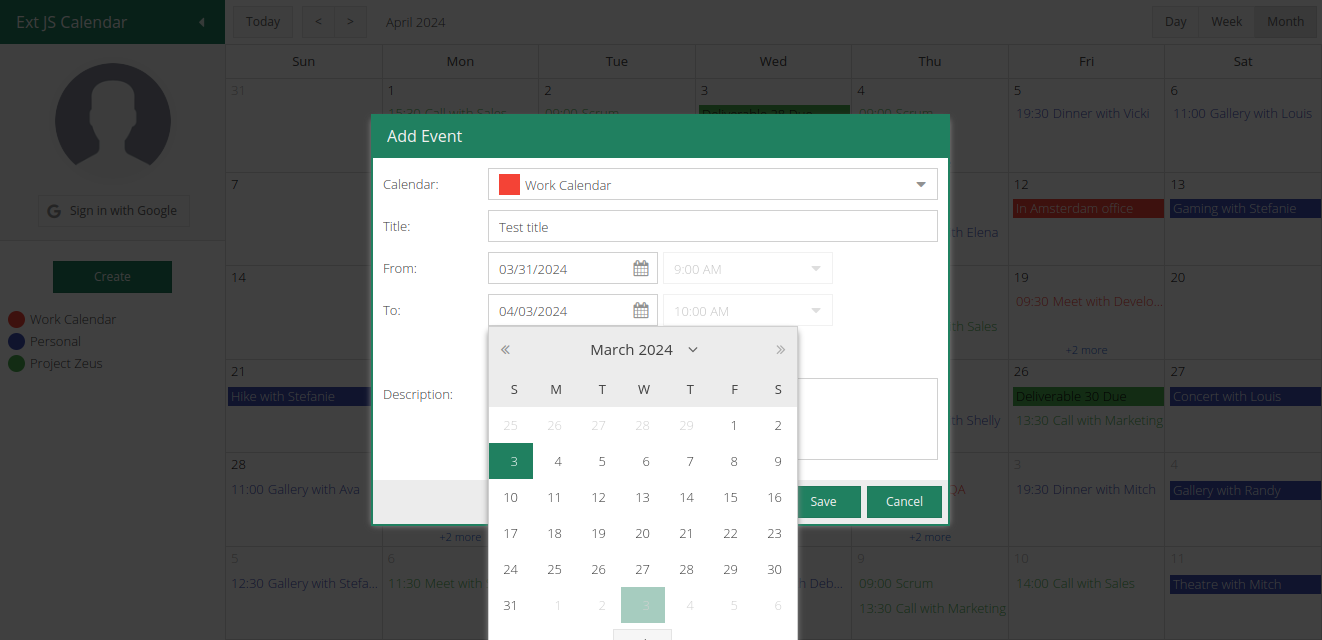 Ext JS Calendar
Today < > April 2024 Day Week Month
Sun Mon Tue Wed Thu Fri Sat
31 1 2 3 4 5 6
15:30 Call with Sales 09:00 Scrum Deliverable 28 Due 09:00 Scrum 19:30 Dinner with Vicki 11:00 Gallery with Louis
Add Event
Calendar: Work Calendar
Title: Test title
From: 03/31/2024 9:00 AM
To: 04/03/2024 10:00 AM
March 2024
S M T W T F S
25 26 27 28 29 1 2
3 4 5 6 7 8 9
10 11 12 13 14 15 16
17 18 19 20 21 22 23
24 25 26 27 28 29 30
31 1 2 3 4 5 6
Description:
Save Cancel
G Sign in with Google
Create
Work Calendar
Personal
Project Zeus
7 12 13
In Amsterdam office Gaming with Stefanie
th Elena
14 19 20
09:30 Meet with Develo...
th Sales
+2 more
21 26 27
Hike with Stefanie Deliverable 30 Due Concert with Louis
th Shelly 13:30 Call with Marketing
28 3 4
11:00 Gallery with Ava QA 19:30 Dinner with Mitch Gallery with Randy
+2 more +2 more
5 6 9 10 11
12:30 Gallery with Stefa... 11:30 Meet with Deb... 09:00 Scrum 14:00 Call with Sales Theatre with Mitch
13:30 Call with Marketing